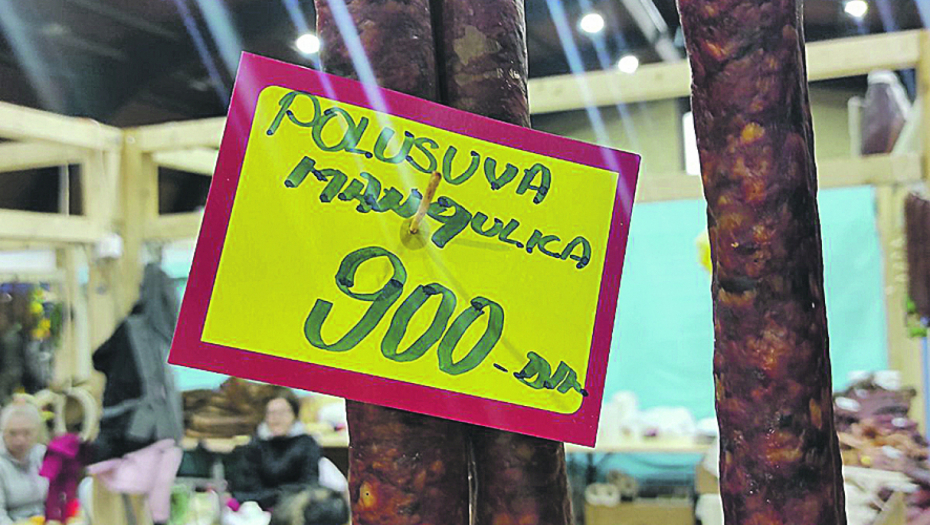 POLUSUVA
MANGULKA
900-DIN